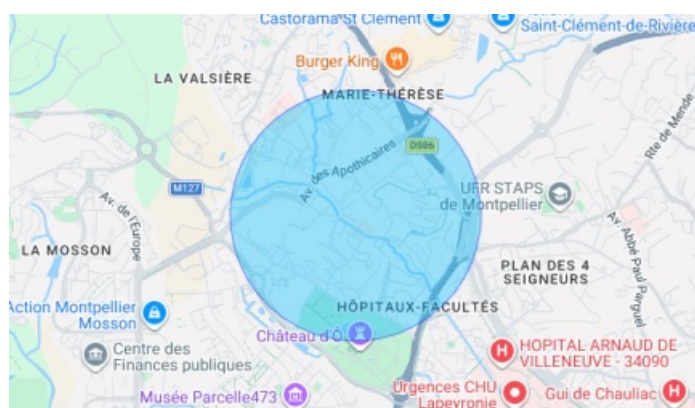 Castorama St Clément
Saint-Clément-de-Rivière
Burger King
LA VALSIÈRE
MARIE-THÉRÈSE
D986
Av. des Apothicaires
Rte de Mende
M127
UFR STAPS
de Montpellier
Av. de l'Europe
Av. Abbé Paul Parguel
LA MOSSON
PLAN DES 4
SEIGNEURS
HÔPITAUX-FACULTÉS
Action Montpellier
Mosson
Château d'Ô
Centre des
Finances publiques
HOPITAL ARNAUD DE
VILLENEUVE - 34090
Musée Parcelle473
Urgences CHU
Lapeyronie
Gui de Chauliac